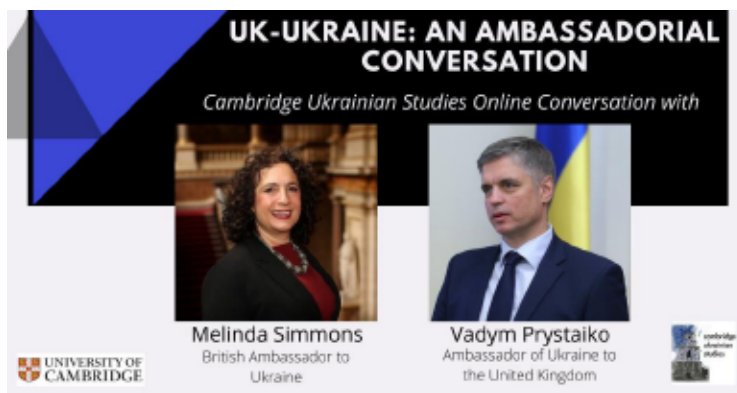 UK-UKRAINE: AN AMBASSADORIAL
CONVERSATION
Cambridge Ukrainian Studies Online Conversation with
Melinda Simmons
British Ambassador to
Ukraine
Vadym Prystaiko
Ambassador of Ukraine to
the United Kingdom
UNIVERSITY OF
CAMBRIDGE
cambridge
ukrainian
studies